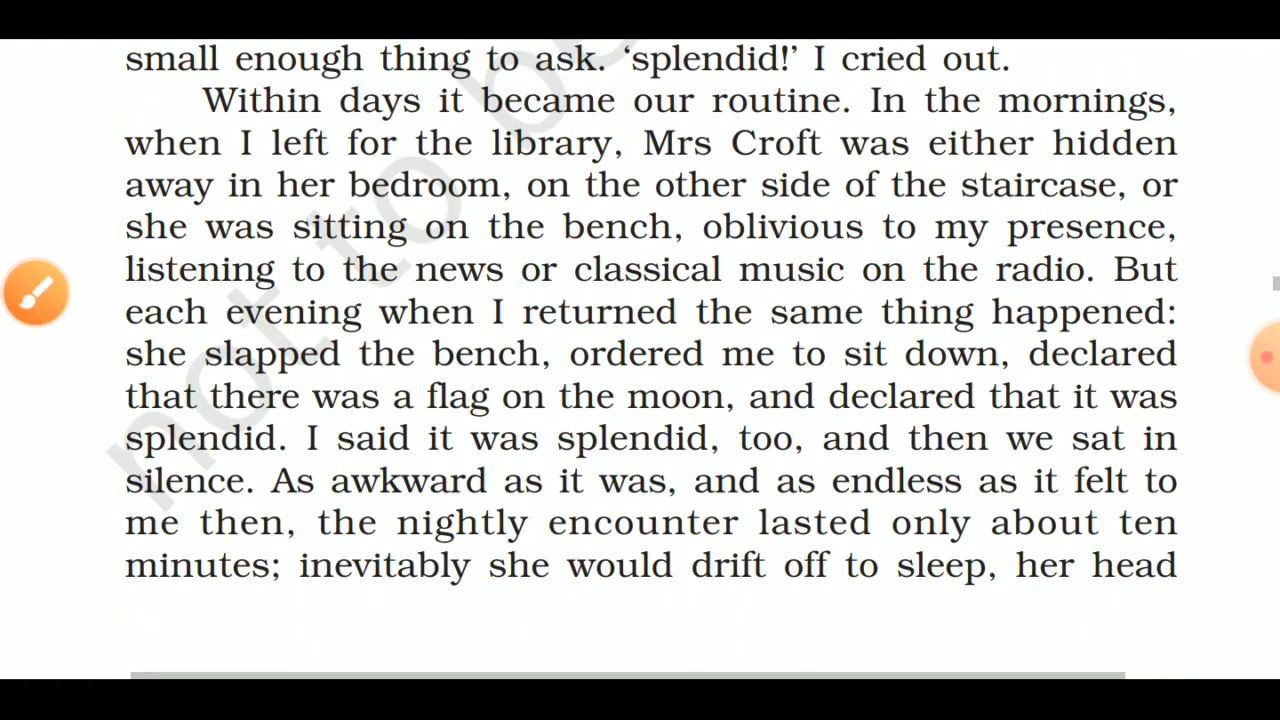 small enough thing to ask. ‘splendid!’ I cried out.
Within days it became our routine. In the mornings,
when I left for the library, Mrs Croft was either hidden
away in her bedroom, on the other side of the staircase, or
she was sitting on the bench, oblivious to my presence,
listening to the news or classical music on the radio. But
each evening when I returned the same thing happened:
she slapped the bench, ordered me to sit down, declared
that there was a flag on the moon, and declared that it was
splendid. I said it was splendid, too, and then we sat in
silence. As awkward as it was, and as endless as it felt to
me then, the nightly encounter lasted only about ten
minutes; inevitably she would drift off to sleep, her head
not to be